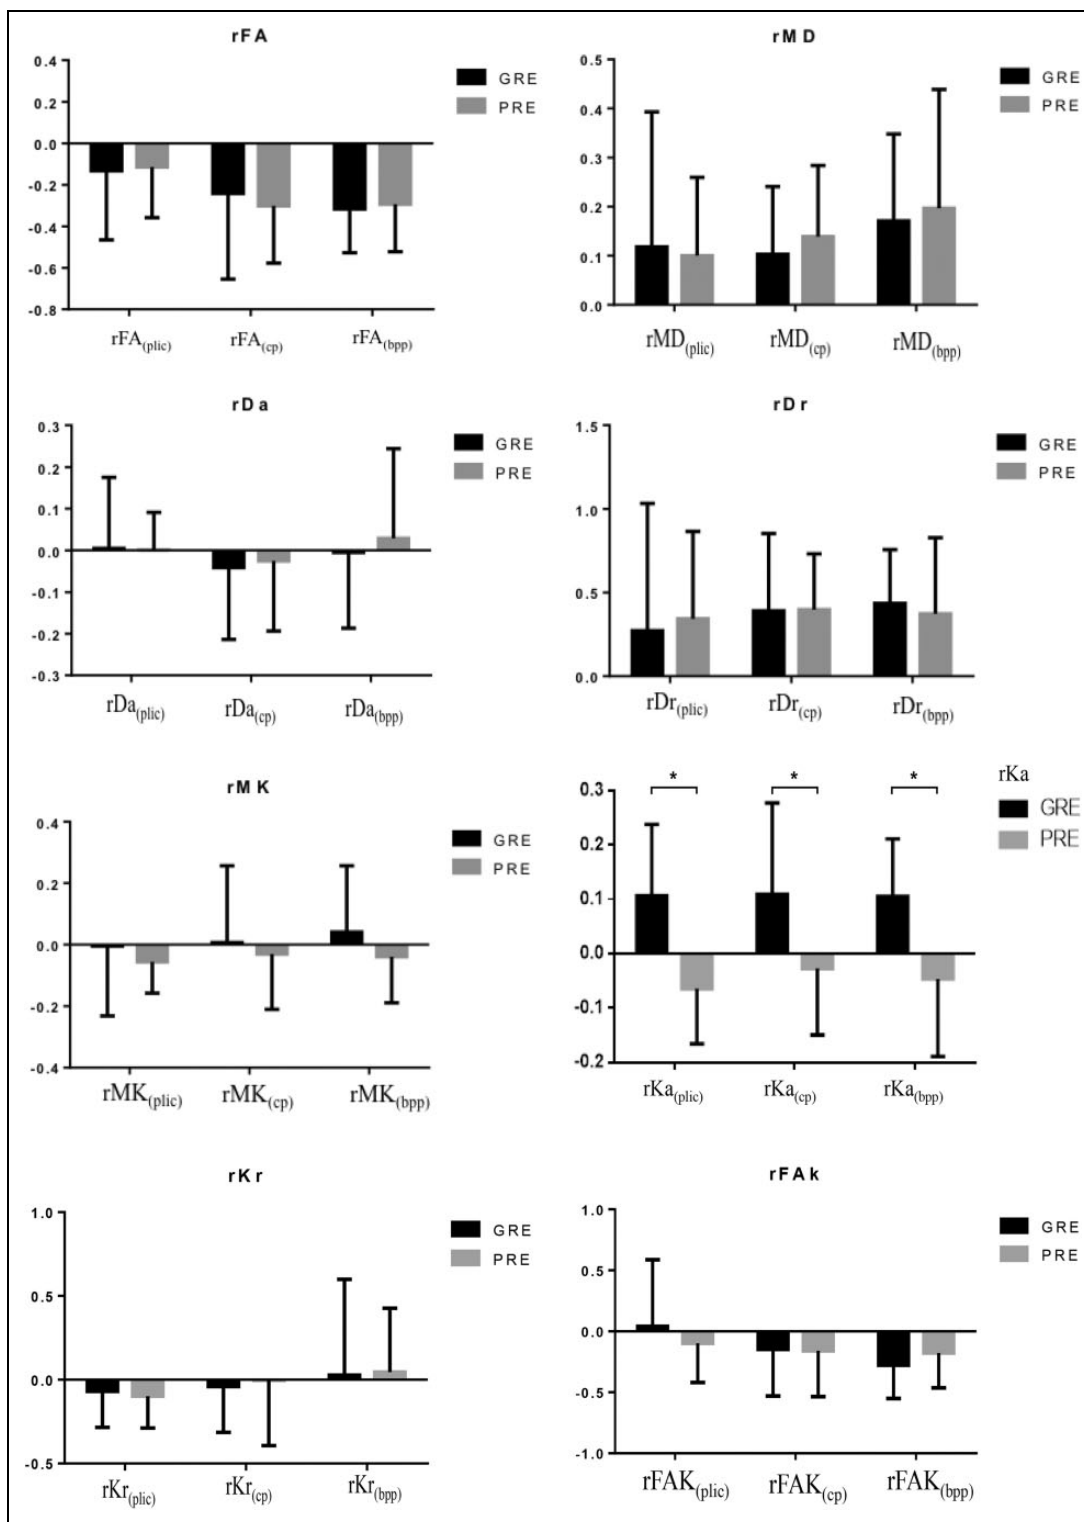 rFA
0.4
0.2
0.0
-0.2
-0.4
-0.6
-0.8
GRE
PRE
rFA(plic) rFA(cp) rFA(bpp)
rMD
0.5
0.4
0.3
0.2
0.1
0.0
GRE
PRE
rMD(plic) rMD(cp) rMD(bpp)
rDa
0.3
0.2
0.1
0.0
-0.1
-0.2
-0.3
GRE
PRE
rDa(plic) rDa(cp) rDa(bpp)
rDr
1.5
1.0
0.5
0.0
GRE
PRE
rDr(plic) rDr(cp) rDr(bpp)
rMK
0.4
0.2
0.0
-0.2
-0.4
GRE
PRE
rMK(plic) rMK(cp) rMK(bpp)
rKa
* * *
0.3
0.2
0.1
0.0
-0.1
-0.2
GRE
PRE
rKa(plic) rKa(cp) rKa(bpp)
rKr
1.0
0.5
0.0
-0.5
GRE
PRE
rKr(plic) rKr(cp) rKr(bpp)
rFAk
1.0
0.5
0.0
-0.5
-1.0
GRE
PRE
rFAK(plic) rFAK(cp) rFAK(bpp)